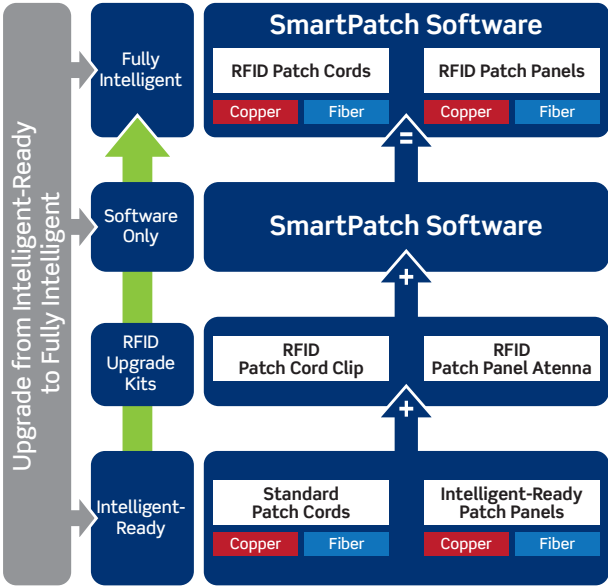 Upgrade from Intelligent-Ready
to Fully Intelligent
Fully
Intelligent
SmartPatch Software
RFID Patch Cords
RFID Patch Panels
Copper
Fiber
Copper
Fiber
=
Software
Only
SmartPatch Software
+
RFID
Upgrade
Kits
RFID
Patch Cord Clip
RFID
Patch Panel Atenna
+
Intelligent-
Ready
Standard
Patch Cords
Intelligent-Ready
Patch Panels
Copper
Fiber
Copper
Fiber